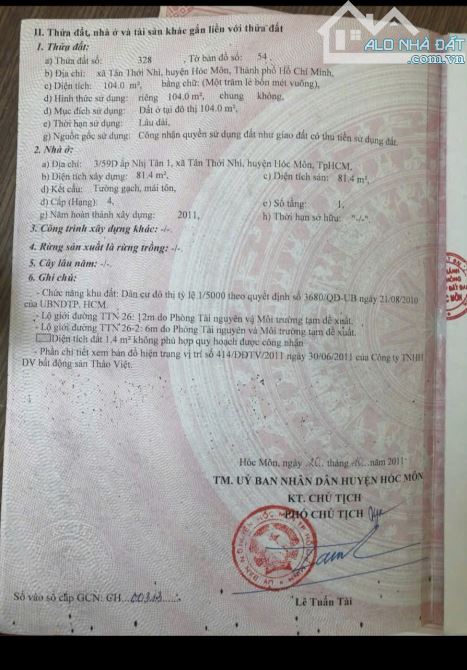 ALO NHÀ ĐẤT
.com.vn
II. Thửa đất, nhà ở và tài sản khác gắn liền với thửa đất
1. Thửa đất:
a) Thửa đất số: 328 , Tờ bản đồ số: 54 ,
b) Địa chỉ: xã Tân Thới Nhì, huyện Hóc Môn, Thành phố Hồ Chí Minh,
c) Diện tích: 104.0 m², bằng chữ: (Một trăm lẻ bốn mét vuông),
d) Hình thức sử dụng: riêng 104.0 m², chung không,
đ) Mục đích sử dụng: Đất ở tại đô thị 104.0 m²,
e) Thời hạn sử dụng: Lâu dài,
g) Nguồn gốc sử dụng: Công nhận quyền sử dụng đất như giao đất có thu tiền sử dụng đất.
2. Nhà ở:
a) Địa chỉ: 3/59D ấp Nhị Tân 1, xã Tân Thới Nhì, huyện Hóc Môn, TpHCM,
b) Diện tích xây dựng: 81.4 m², c) Diện tích sàn: 81.4 m²,
d) Kết cấu: Tường gạch, mái tôn,
đ) Cấp (Hạng): 4, e) Số tầng: 1,
g) Năm hoàn thành xây dựng: 2011, h) Thời hạn sở hữu: "-/-".
3. Công trình xây dựng khác: -/-.
4. Rừng sản xuất là rừng trồng: -/-.
5. Cây lâu năm: -/-.
6. Ghi chú:
- Chức năng khu đất: Dân cư đô thị tỷ lệ 1/5000 theo quyết định số 3680/QĐ-UB ngày 21/08/2010
của UBNDTP. HCM.
- Lộ giới đường TTN 26: 12m do Phòng Tài nguyên và Môi trường tạm đề xuất.
- Lộ giới đường TTN 26-2: 6m do Phòng Tài nguyên và Môi trường tạm đề xuất.
Diện tích đất 1,4 m² không phù hợp quy hoạch được công nhận
- Phần chi tiết xem bản đồ hiện trạng vị trí số 414/ĐĐTV/2011 ngày 30/06/2011 của Công ty TNHH
DV bất động sản Thảo Việt.
Hóc Môn, ngày tháng năm 2011
TM. UỶ BAN NHÂN DÂN HUYỆN HÓC MÔN
KT. CHỦ TỊCH
PHÓ CHỦ TỊCH
Số vào sổ cấp GCN: CH
Lê Tuấn Tài